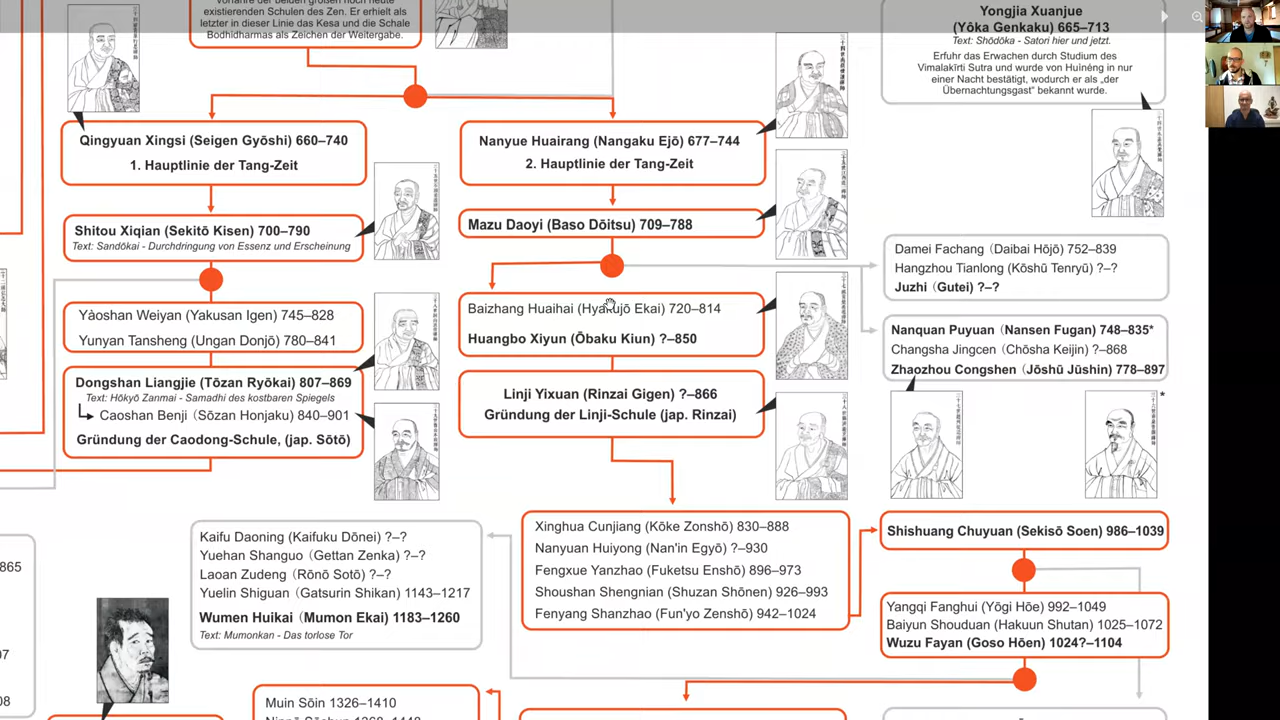 Vorfahre der beiden großen noch heute
existierenden Schulen des Zen. Er erhielt als
letzter in dieser Linie das Kesa und die Schale
Bodhidharmas als Zeichen der Weitergabe.
Yongjia Xuanjue
(Yôka Genkaku) 665–713
Text: Shōdōka - Satori hier und jetzt.
Erfuhr das Erwachen durch Studium des
Vimalakīrti Sutra und wurde von Huìnéng in nur
einer Nacht bestätigt, wodurch er als „der
Übernachtungsgast“ bekannt wurde.
Qingyuan Xingsi (Seigen Gyōshi) 660–740
1. Hauptlinie der Tang-Zeit
Nanyue Huairang (Nangaku Ejō) 677–744
2. Hauptlinie der Tang-Zeit
Shitou Xiqian (Sekitō Kisen) 700–790
Text: Sandōkai - Durchdringung von Essenz und Erscheinung
Mazu Daoyi (Baso Dōitsu) 709–788
Damei Fachang (Daibai Hōjō) 752–839
Hangzhou Tianlong (Kōshū Tenryū) ?–?
Juzhi (Gutei) ?–?
Yàoshan Weiyan (Yakusan Igen) 745–828
Yunyan Tansheng (Ungan Donjō) 780–841
Baizhang Huaihai (Hyakujō Ekai) 720–814
Huangbo Xiyun (Ōbaku Kiun) ?–850
Nanquan Puyuan (Nansen Fugan) 748–835*
Changsha Jingcen (Chōsha Keijin) ?–868
Zhaozhou Congshen (Jōshū Jūshin) 778–897
Dongshan Liangjie (Tōzan Ryōkai) 807–869
Text: Hōkyō Zanmai - Samadhi des kostbaren Spiegels
Caoshan Benji (Sōzan Honjaku) 840–901
Gründung der Caodong-Schule, (jap. Sōtō)
Linji Yixuan (Rinzai Gigen) ?–866
Gründung der Linji-Schule (jap. Rinzai)
*
Kaifu Daoning (Kaifuku Dōnei) ?–?
Yuehan Shanguo (Gettan Zenka) ?–?
Laoan Zudeng (Rōnō Sotō) ?–?
Yuelin Shiguan (Gatsurin Shikan) 1143–1217
Wumen Huikai (Mumon Ekai) 1183–1260
Text: Mumonkan - Das torlose Tor
Xinghua Cunjiang (Kōke Zonshō) 830–888
Nanyuan Huiyong (Nan'in Egyō) ?–930
Fengxue Yanzhao (Fuketsu Enshō) 896–973
Shoushan Shengnian (Shuzan Shōnen) 926–993
Fenyang Shanzhao (Fun'yo Zenshō) 942–1024
Shishuang Chuyuan (Sekisō Soen) 986–1039
Yangqi Fanghui (Yōgi Hōe) 992–1049
Baiyun Shouduan (Hakuun Shutan) 1025–1072
Wuzu Fayan (Goso Hōen) 1024?–1104
865
07
08
Muin Sōin 1326–1410